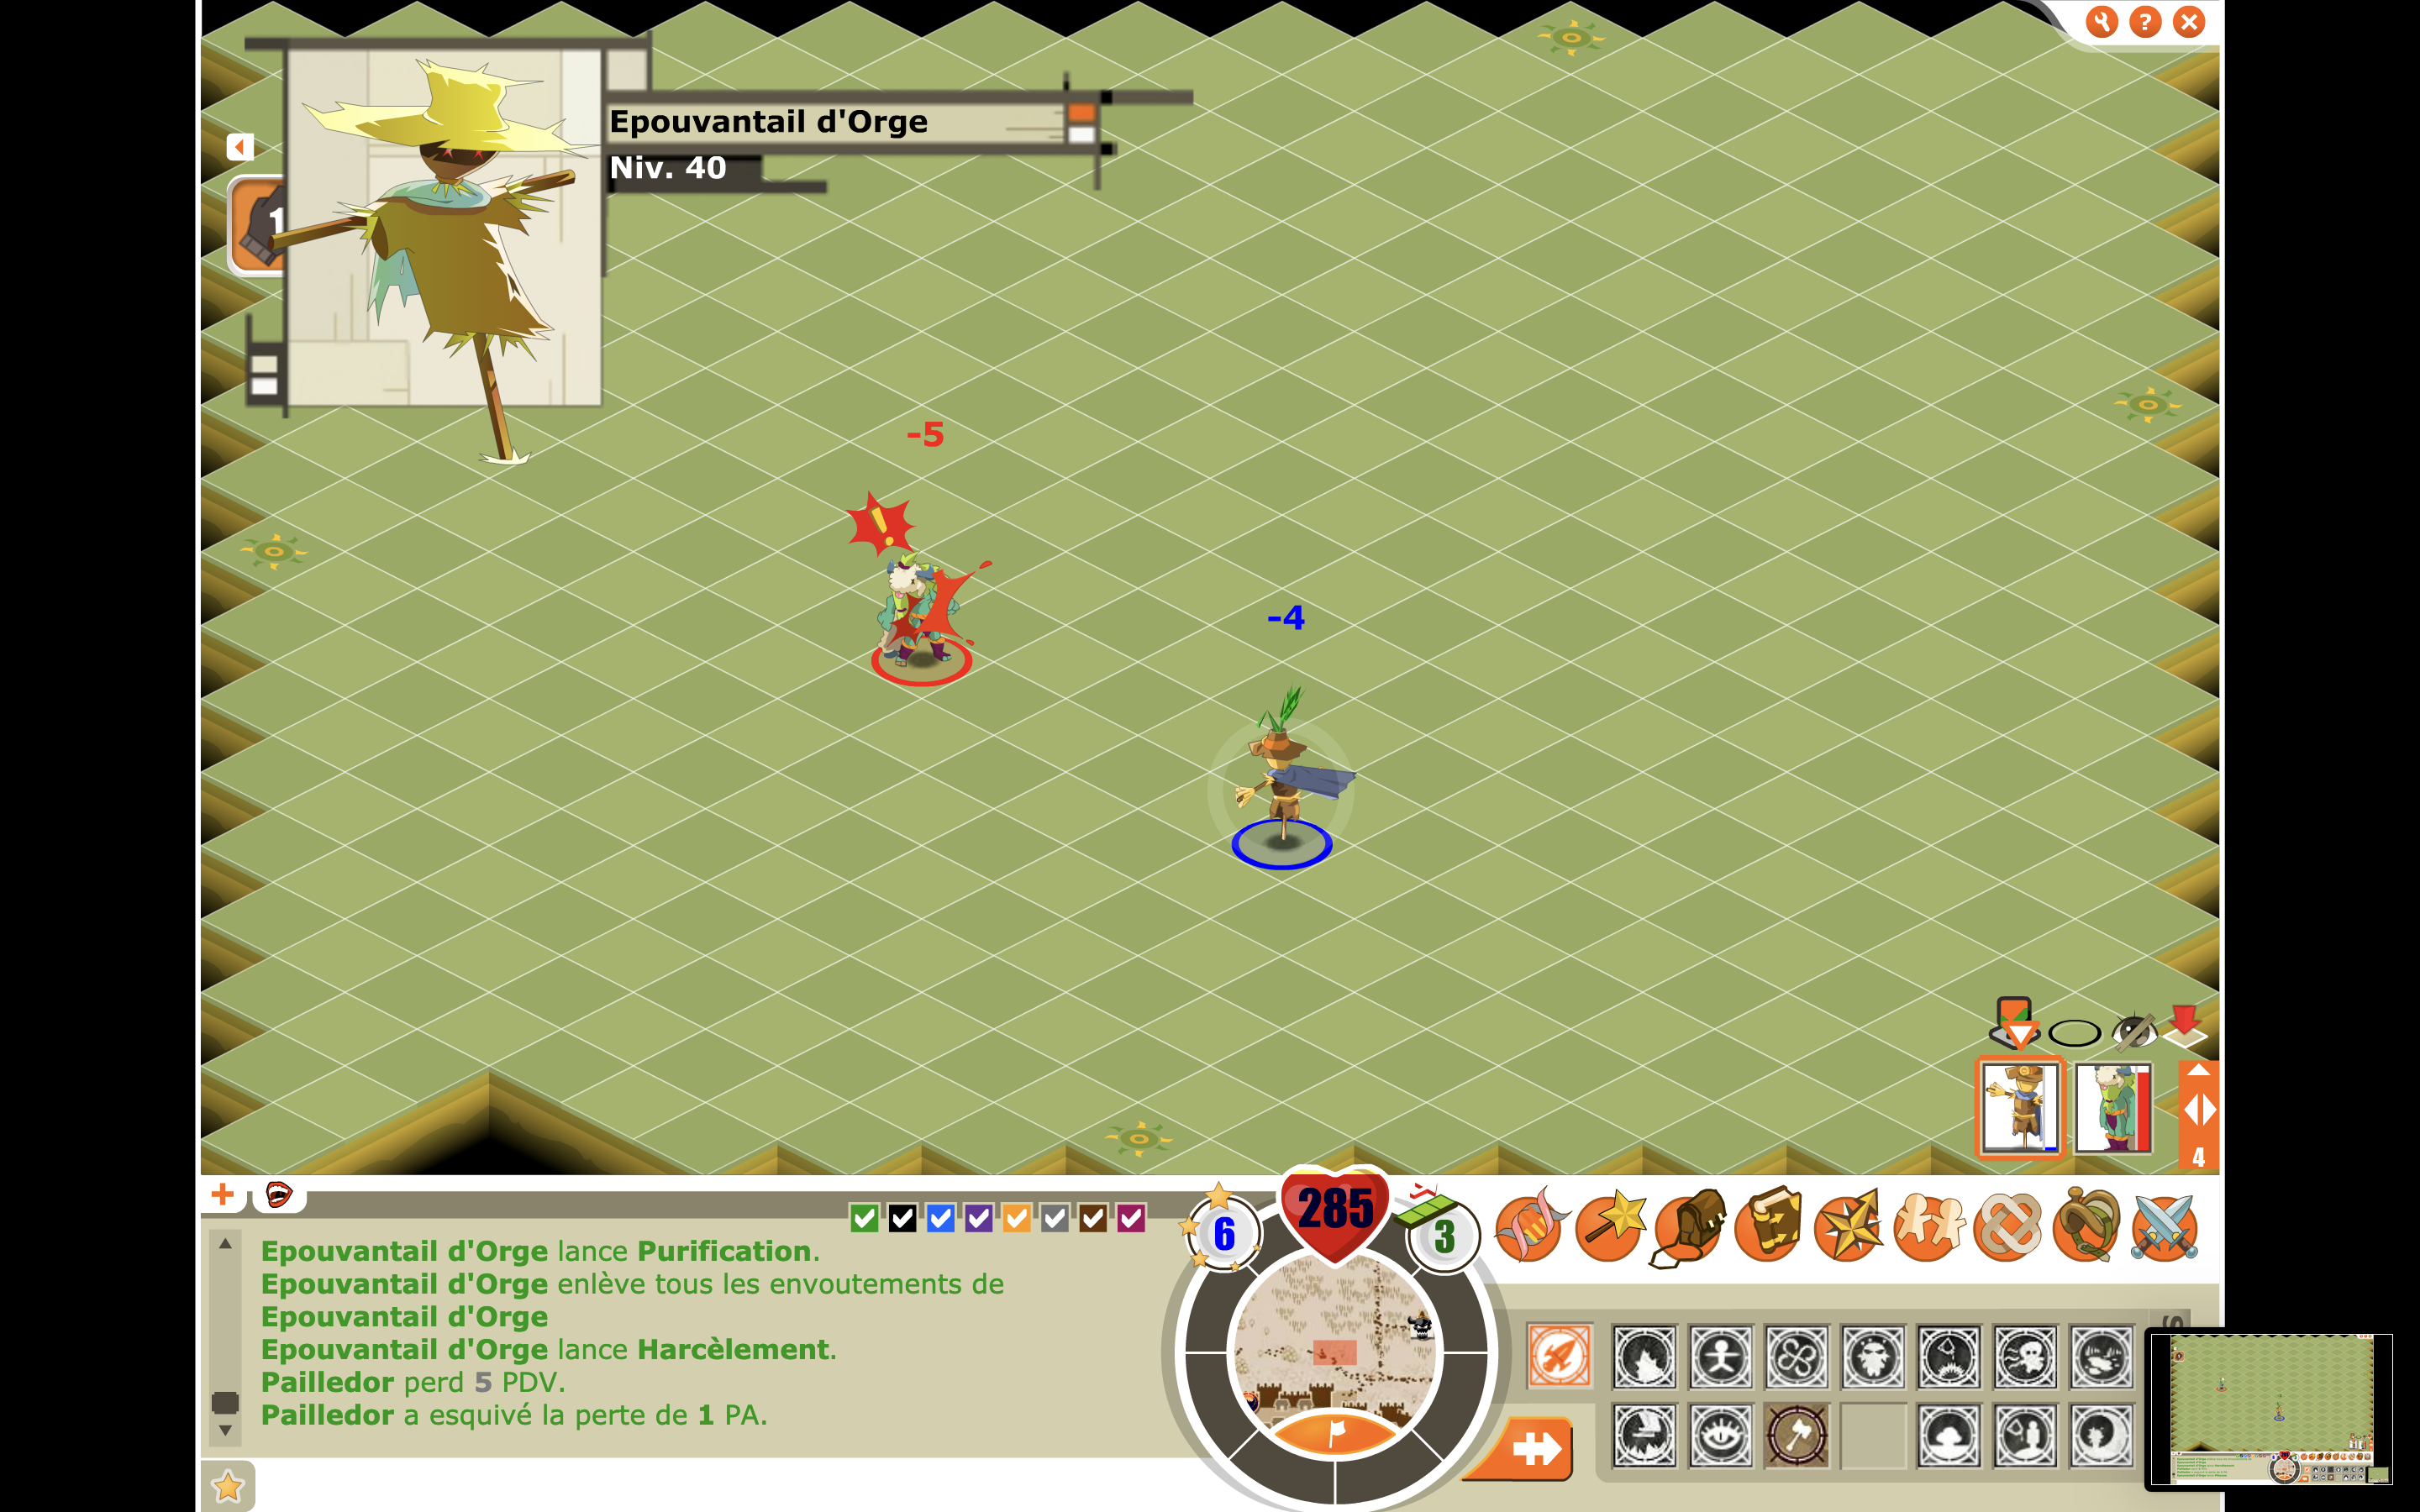 ?
Epouvantail d'Orge
Niv. 40
1
-5
-4
4
285
6
3
Epouvantail d'Orge lance Purification.
Epouvantail d'Orge enlève tous les envoutements de
Epouvantail d'Orge
Epouvantail d'Orge lance Harcèlement.
Pailledor perd 5 PDV.
Pailledor a esquivé la perte de 1 PA.